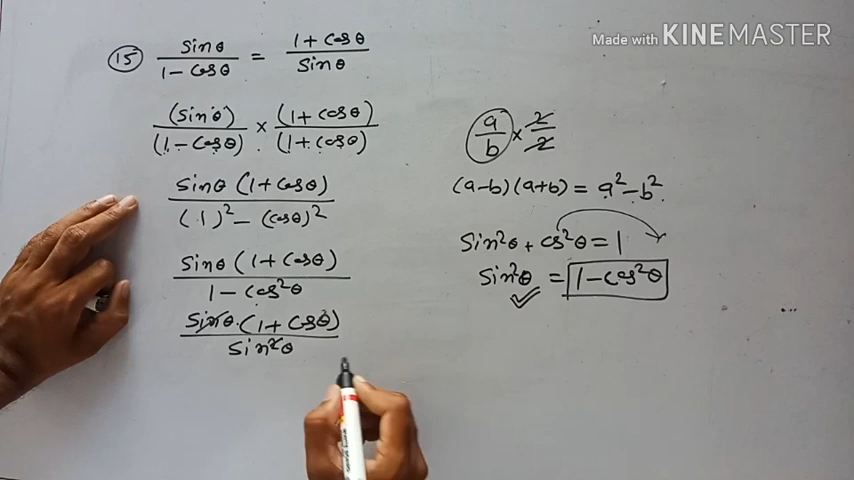 Made with KINEMASTER
15 sinθ / 1 - cosθ = 1 + cosθ / sinθ
(sinθ) / (1 - cosθ) × (1 + cosθ) / (1 + cosθ)
sinθ (1 + cosθ) / (1)² - (cosθ)²
sinθ (1 + cosθ) / 1 - cos²θ
sinθ · (1 + cosθ) / sin²θ
a / b × 2 / 2
(a-b) (a+b) = a² - b²
sin²θ + cos²θ = 1
sin²θ = 1 - cos²θ